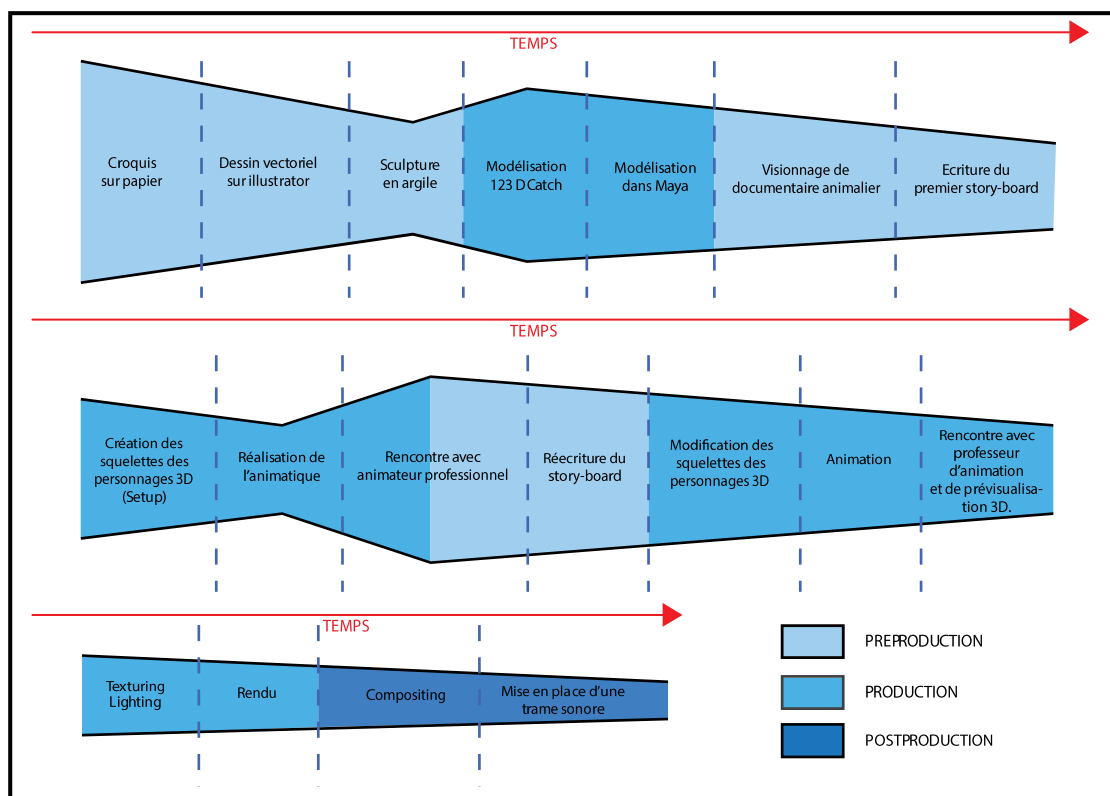 TEMPS
Croquis
sur papier
Dessin vectoriel
sur illustrator
Sculpture
en argile
Modélisation
123 DCatch
Modélisation
dans Maya
Visionnage de
documentaire animalier
Ecriture du
premier story-board
TEMPS
Création des
squelettes des
personnages 3D
(Setup)
Réalisation de
l’animatique
Rencontre avec
animateur professionnel
Réecriture du
story-board
Modification des
squelettes des
personnages 3D
Animation
Rencontre avec
professeur
d’animation
et de prévisualisa-
tion 3D.
TEMPS
Texturing
Lighting
Rendu
Compositing
Mise en place d’une
trame sonore
PREPRODUCTION
PRODUCTION
POSTPRODUCTION